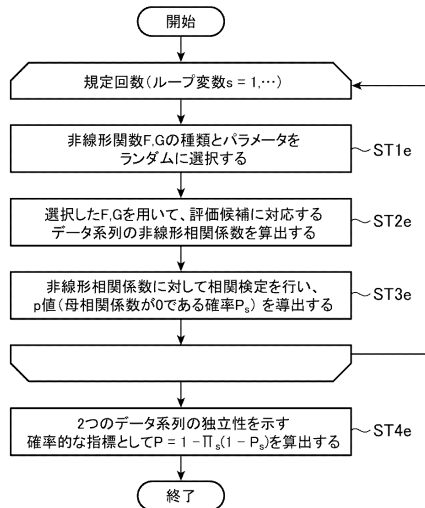 開始
規定回数(ループ変数s = 1,…)
非線形関数F,Gの種類とパラメータを
ランダムに選択する
ST1e
選択したF,Gを用いて、評価候補に対応する
データ系列の非線形相関係数を算出する
ST2e
非線形相関係数に対して相関検定を行い、
p値(母相関係数が0である確率Pₛ) を導出する
ST3e
2つのデータ系列の独立性を示す
確率的な指標としてP = 1 − Πₛ(1 − Pₛ)を算出する
ST4e
終了